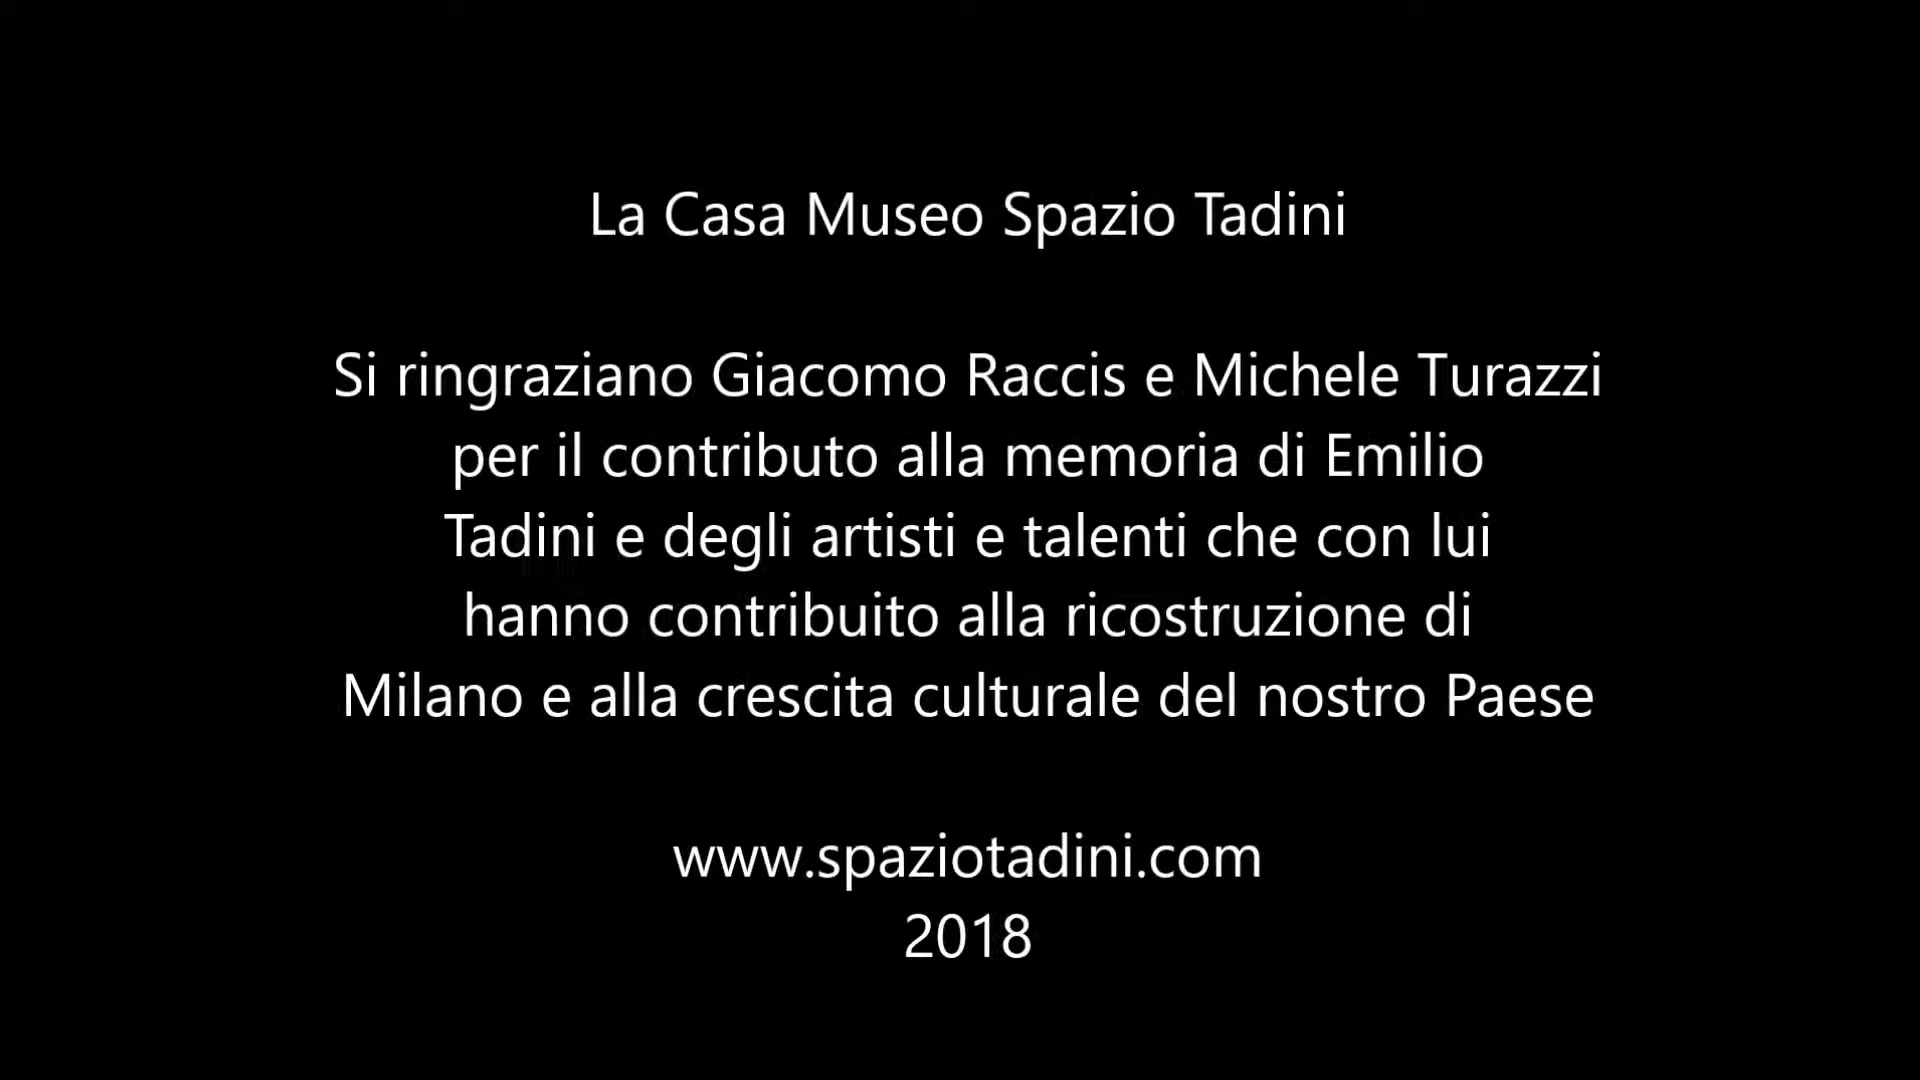 La Casa Museo Spazio Tadini
Si ringraziano Giacomo Raccis e Michele Turazzi
per il contributo alla memoria di Emilio
Tadini e degli artisti e talenti che con lui
hanno contribuito alla ricostruzione di
Milano e alla crescita culturale del nostro Paese
www.spaziotadini.com
2018